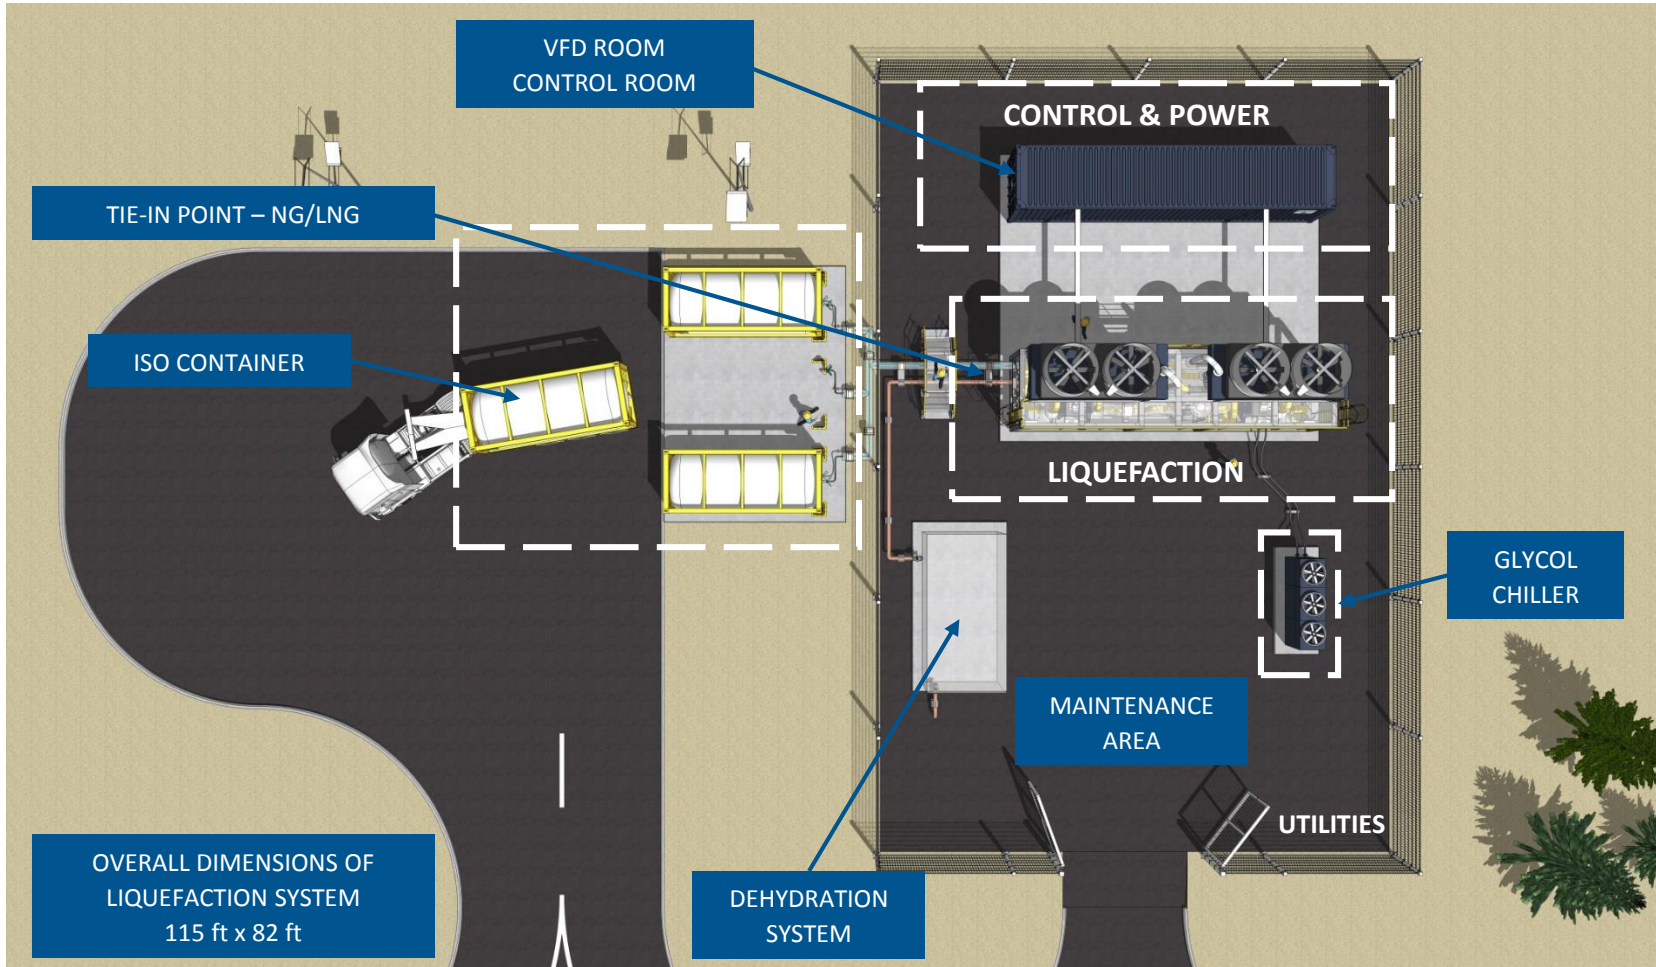 VFD ROOM
CONTROL ROOM
CONTROL & POWER
TIE-IN POINT – NG/LNG
ISO CONTAINER
LIQUEFACTION
GLYCOL
CHILLER
MAINTENANCE
AREA
UTILITIES
OVERALL DIMENSIONS OF
LIQUEFACTION SYSTEM
115 ft x 82 ft
DEHYDRATION
SYSTEM